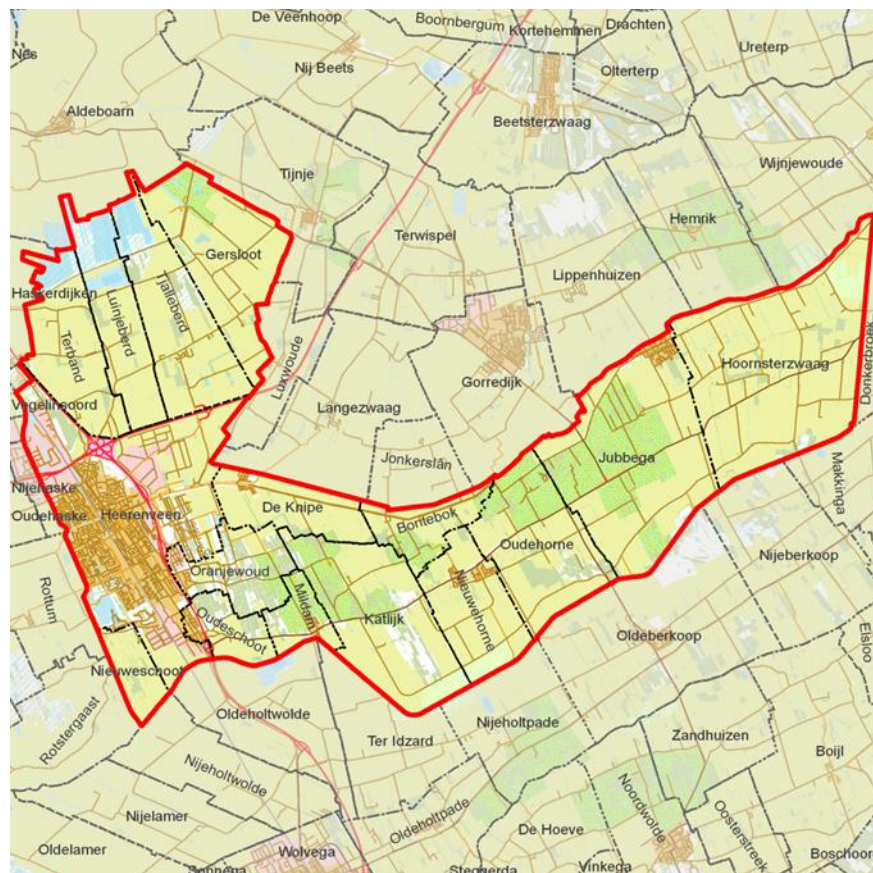 De Veenhoop
Boornbergum
Kortehemmen
Drachten
Ureterp
Nes
Nij Beets
Olterterp
Aldeboarn
Beetsterzwaag
Wijnjewoude
Tijnje
Hemrik
Terwispel
Gersloot
Lippenhuizen
Haskerdijken
Luinjeberd
Tjalleberd
Terband
Luxwoude
Donkerbroek
Hoornsterzwaag
Gorredijk
Vegelinsoord
Langezwaag
Jonkerslân
Jubbega
Makkinga
Nijehaske
De Knipe
Oudehaske
Heerenveen
Bontebok
Oudehorne
Nijeberkoop
Oranjewoud
Rottum
Mildam
Nieuwehorne
Katlijk
Oudeschoot
Oldeberkoop
Elsloo
Nieuweschoot
Rotstergaast
Oldeholtwolde
Nijeholtpade
Ter Idzard
Zandhuizen
Boijl
Nijeholtwolde
Noordwolde
Nijelamer
Oldeholtpade
De Hoeve
Oosterstreek
Oldelamer
Wolvega
Sonnega
Steggerda
Vinkega
Boschoor